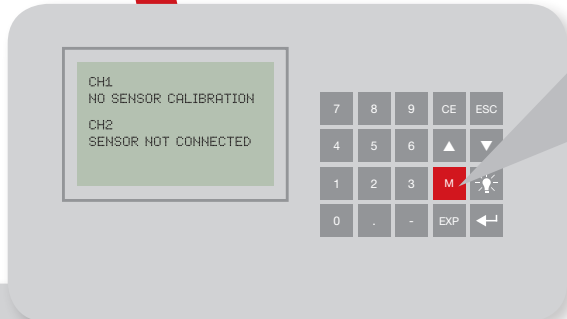 CH1
NO SENSOR CALIBRATION
CH2
SENSOR NOT CONNECTED
7 8 9 CE ESC
4 5 6
1 2 3 M
0 . - EXP